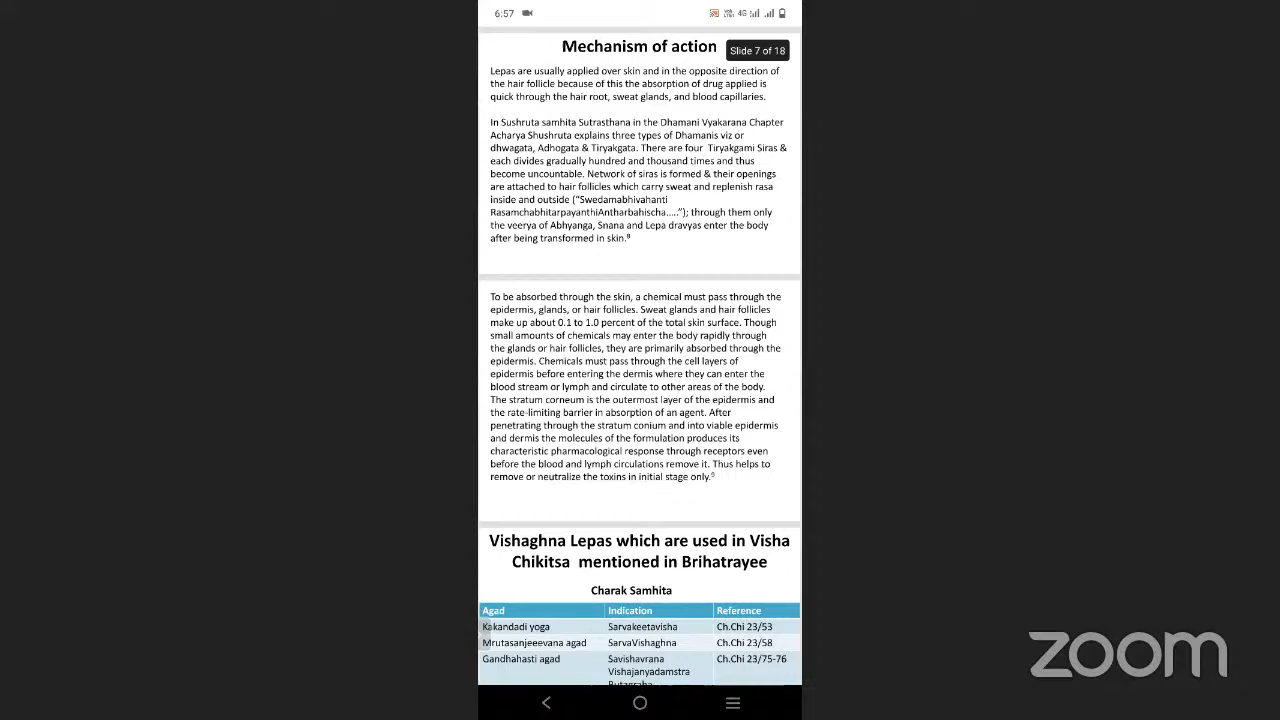 6:57
4G
Mechanism of action
Slide 7 of 18
Lepas are usually applied over skin and in the opposite direction of
the hair follicle because of this the absorption of drug applied is
quick through the hair root, sweat glands, and blood capillaries.
In Sushruta samhita Sutrasthana in the Dhamani Vyakarana Chapter
Acharya Shushruta explains three types of Dhamanis viz or
dhwagata, Adhogata & Tiryakgata. There are four Tiryakgami Siras &
each divides gradually hundred and thousand times and thus
become uncountable. Network of siras is formed & their openings
are attached to hair follicles which carry sweat and replenish rasa
inside and outside (“Swedamabhivahanti
RasamchabhitarpayanthiAntharbahischa.....”); through them only
the veerya of Abhyanga, Snana and Lepa dravyas enter the body
after being transformed in skin.⁸
To be absorbed through the skin, a chemical must pass through the
epidermis, glands, or hair follicles. Sweat glands and hair follicles
make up about 0.1 to 1.0 percent of the total skin surface. Though
small amounts of chemicals may enter the body rapidly through
the glands or hair follicles, they are primarily absorbed through the
epidermis. Chemicals must pass through the cell layers of
epidermis before entering the dermis where they can enter the
blood stream or lymph and circulate to other areas of the body.
The stratum corneum is the outermost layer of the epidermis and
the rate-limiting barrier in absorption of an agent. After
penetrating through the stratum conium and into viable epidermis
and dermis the molecules of the formulation produces its
characteristic pharmacological response through receptors even
before the blood and lymph circulations remove it. Thus helps to
remove or neutralize the toxins in initial stage only.⁹
Vishaghna Lepas which are used in Visha
Chikitsa mentioned in Brihatrayee
Charak Samhita
Agad Indication Reference
Kakandadi yoga Sarvakeetavisha Ch.Chi 23/53
Mrutasanjeeevana agad SarvaVishaghna Ch.Chi 23/58
Gandhahasti agad Savishavrana Ch.Chi 23/75-76
Vishajanyadamstra
zoom